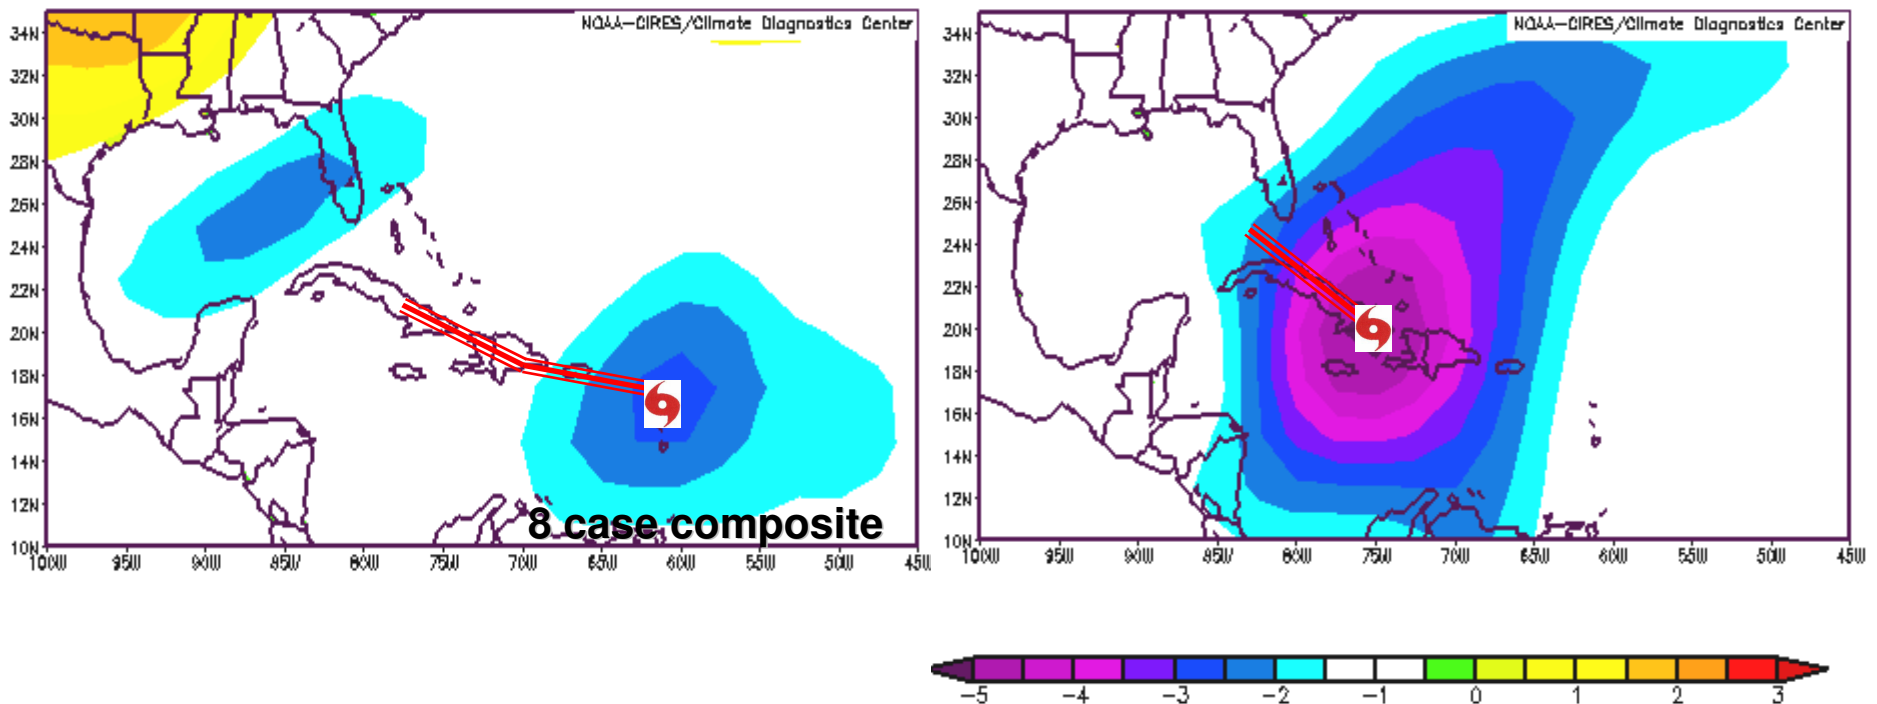 NOAA-CIRES/Climate Diagnostics Center
NOAA-CIRES/Climate Diagnostics Center
34N
32N
30N
28N
26N
24N
22N
20N
18N
16N
14N
12N
10N
34N
32N
30N
28N
26N
24N
22N
20N
18N
16N
14N
12N
10N
8 case composite
100W 95W 90W 85W 80W 75W 70W 65W 60W 55W 50W 45W
100W 95W 90W 85W 80W 75W 70W 65W 60W 55W 50W 45W
-5 -4 -3 -2 -1 0 1 2 3